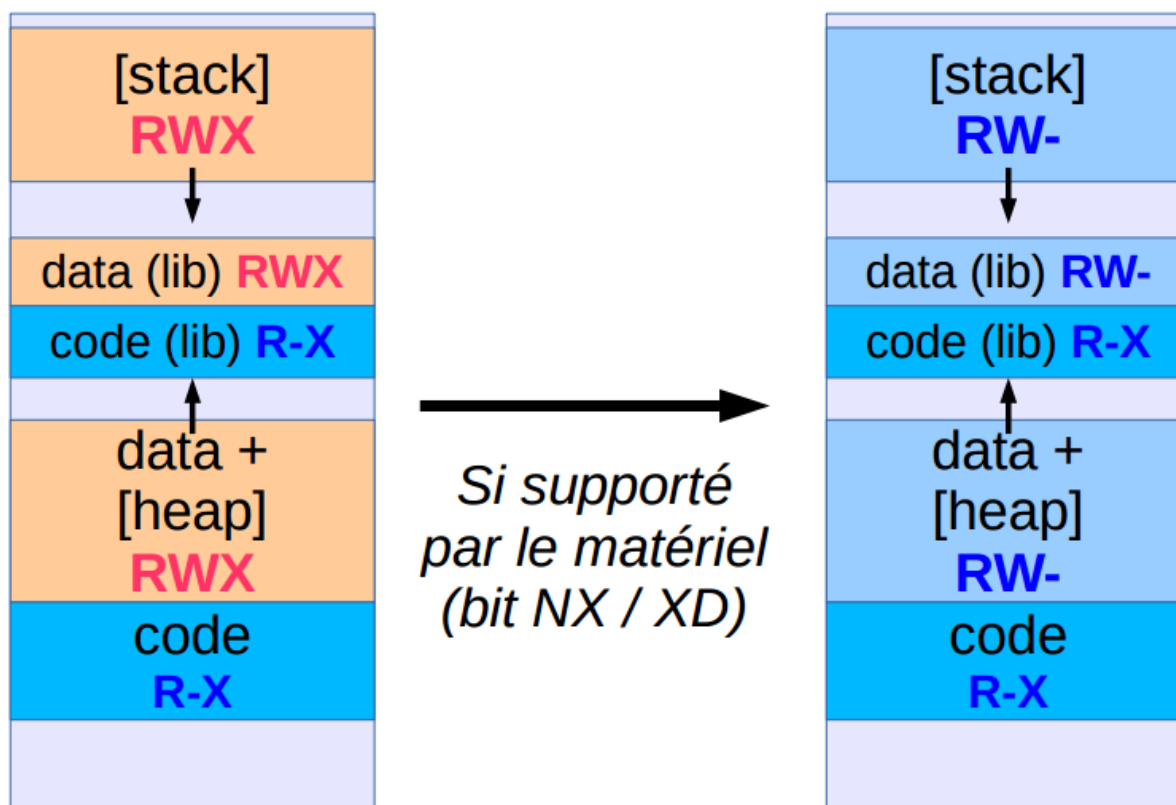 [stack]
RWX
data (lib) RWX
code (lib) R-X
data +
[heap]
RWX
code
R-X
Si supporté
par le matériel
(bit NX / XD)
[stack]
RW-
data (lib) RW-
code (lib) R-X
data +
[heap]
RW-
code
R-X